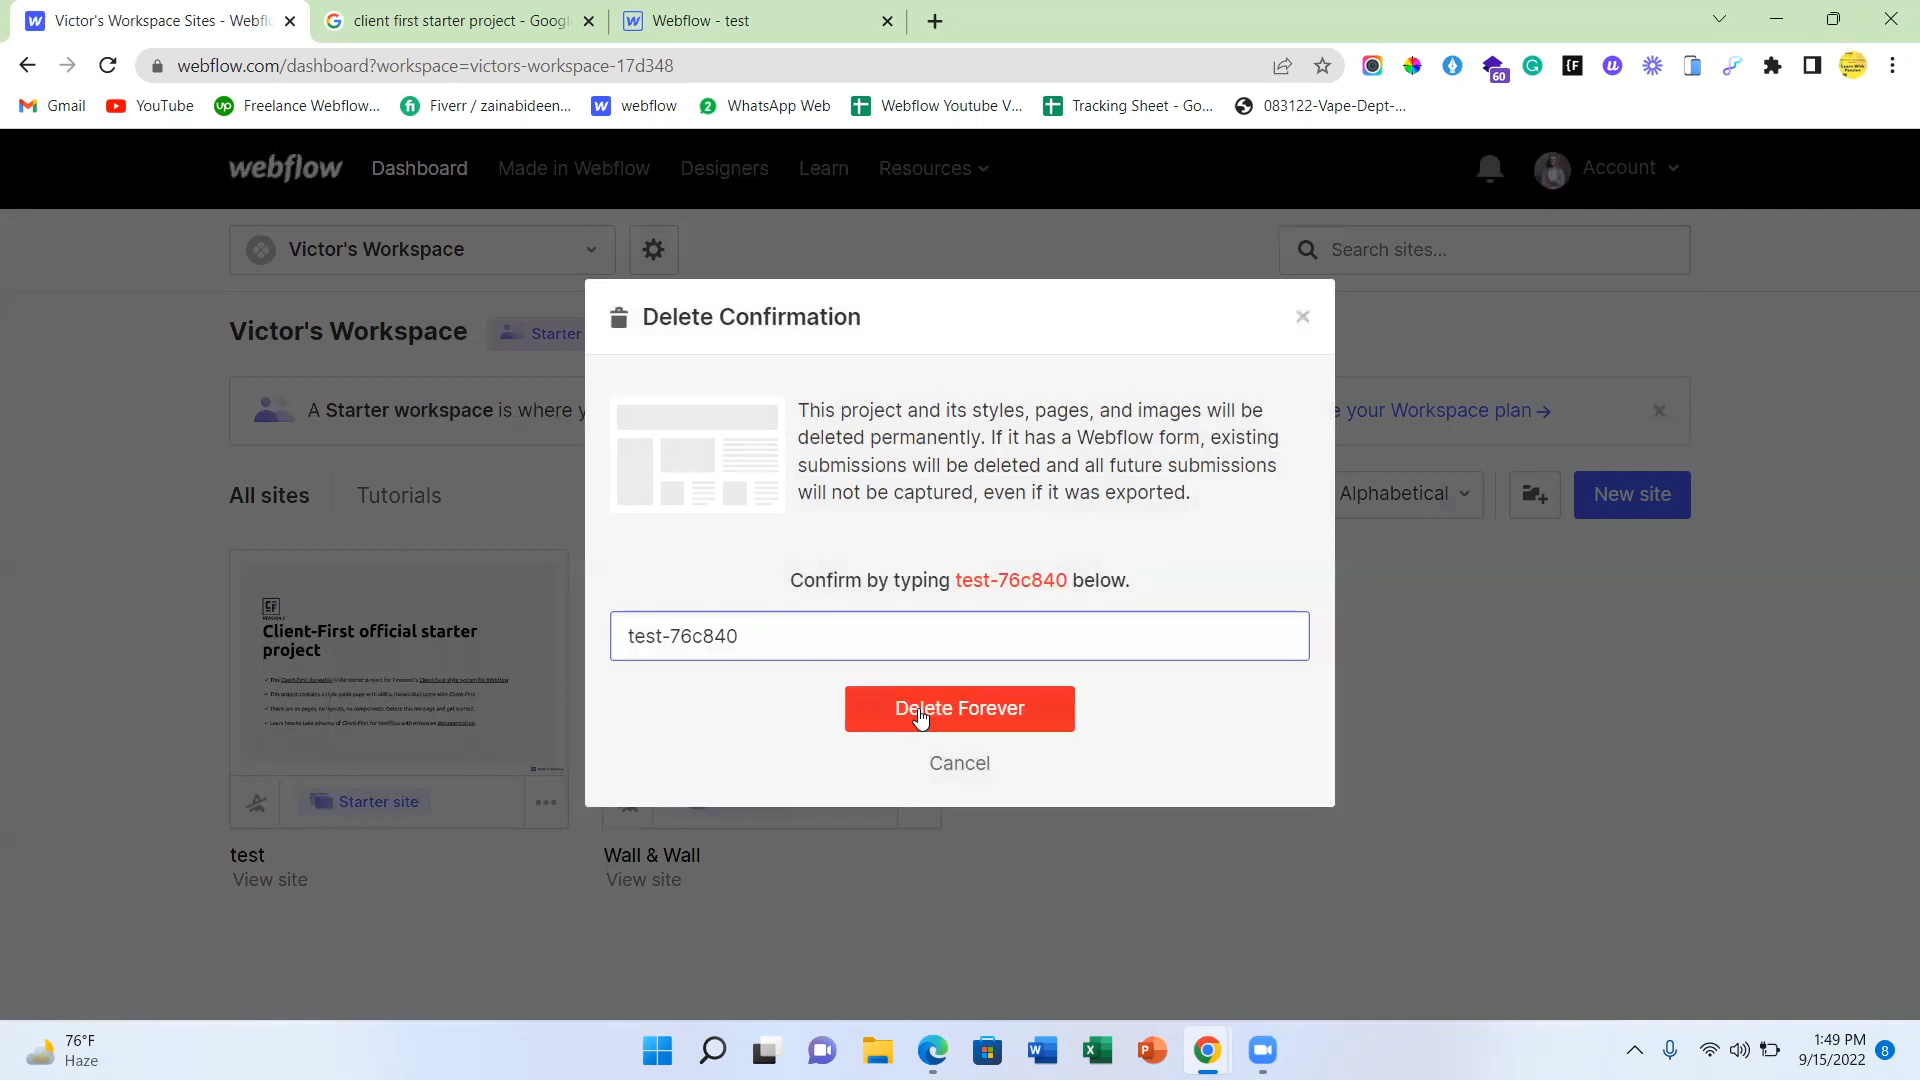 Victor's Workspace Sites - Webflo
client first starter project - Googl
Webflow - test
webflow.com/dashboard?workspace=victors-workspace-17d348
60
Gmail
YouTube
Freelance Webflow...
Fiverr / zainabideen...
webflow
WhatsApp Web
Webflow Youtube V...
Tracking Sheet - Go...
083122-Vape-Dept-...
webflow
Dashboard
Made in Webflow
Designers
Learn
Resources
Account
Victor's Workspace
Search sites...
Victor's Workspace
Starter
A Starter workspace is where y
e your Workspace plan →
All sites
Tutorials
Alphabetical
New site
Delete Confirmation
This project and its styles, pages, and images will be
deleted permanently. If it has a Webflow form, existing
submissions will be deleted and all future submissions
will not be captured, even if it was exported.
Confirm by typing test-76c840 below.
test-76c840
Delete Forever
Cancel
Client-First official starter
project
Starter site
test
View site
Wall & Wall
View site
76°F
Haze
1:49 PM
9/15/2022
8